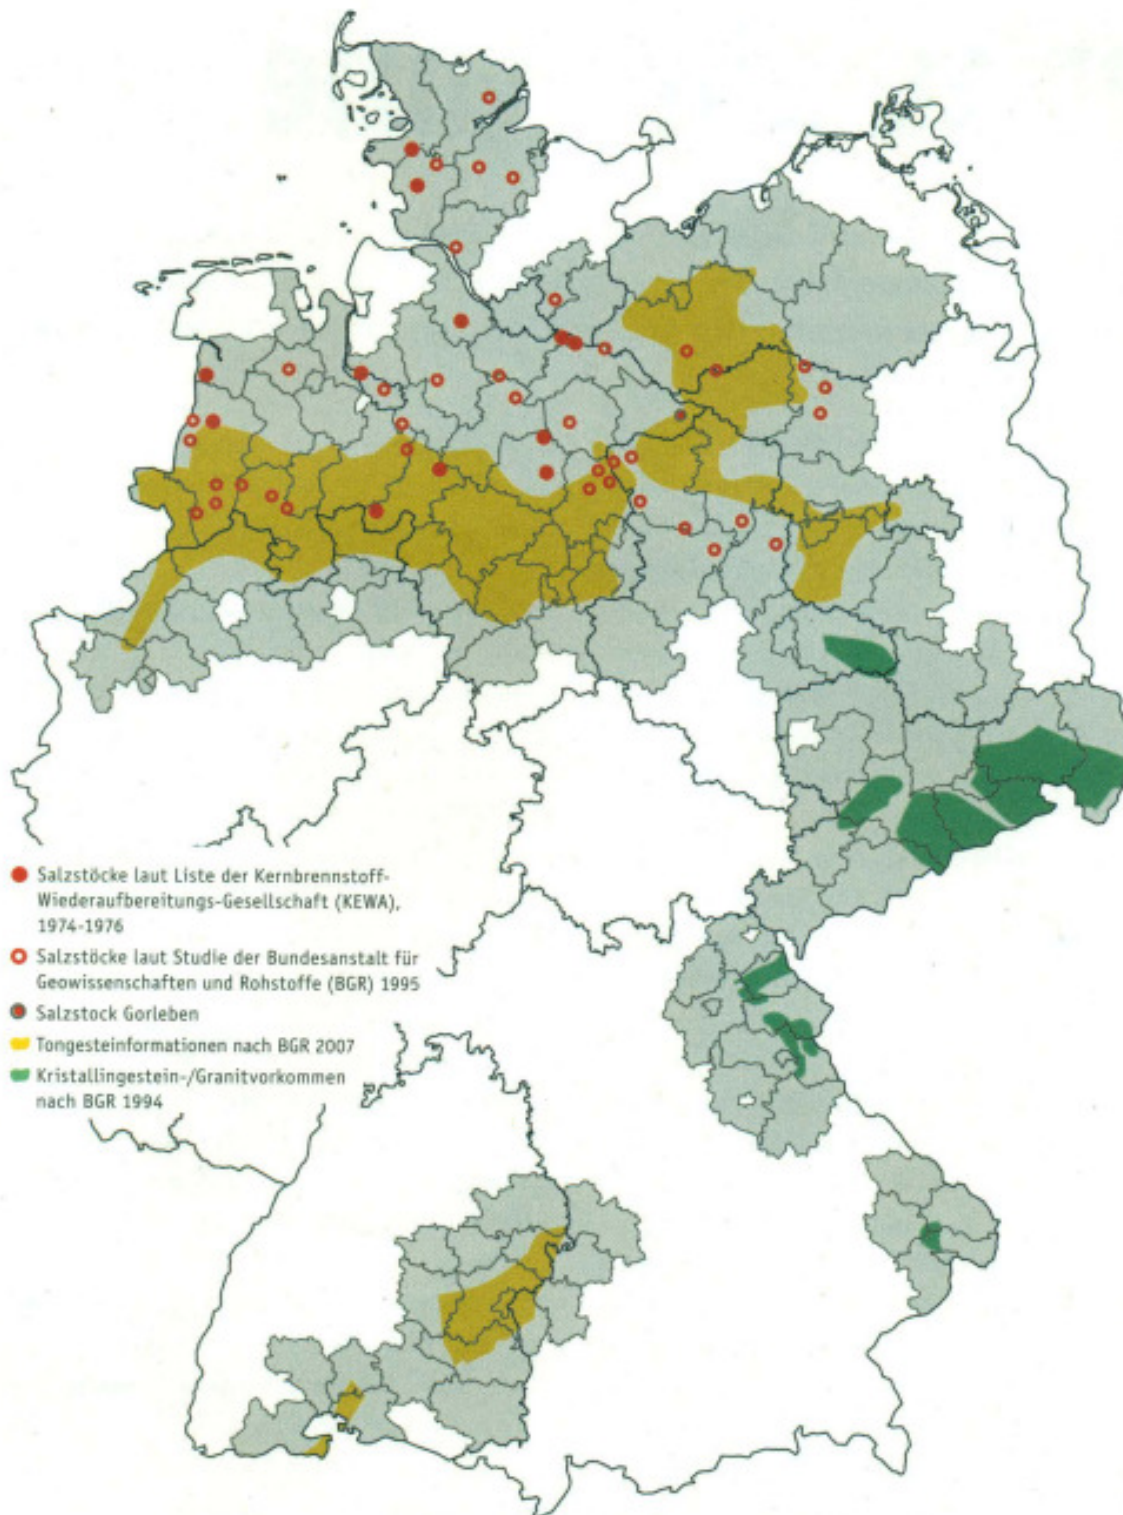 Salzstöcke laut Liste der Kernbrennstoff-
Wiederaufbereitungs-Gesellschaft (KEWA),
1974-1976
Salzstöcke laut Studie der Bundesanstalt für
Geowissenschaften und Rohstoffe (BGR) 1995
Salzstock Gorleben
Tongesteinformationen nach BGR 2007
Kristallingestein-/Granitvorkommen
nach BGR 1994